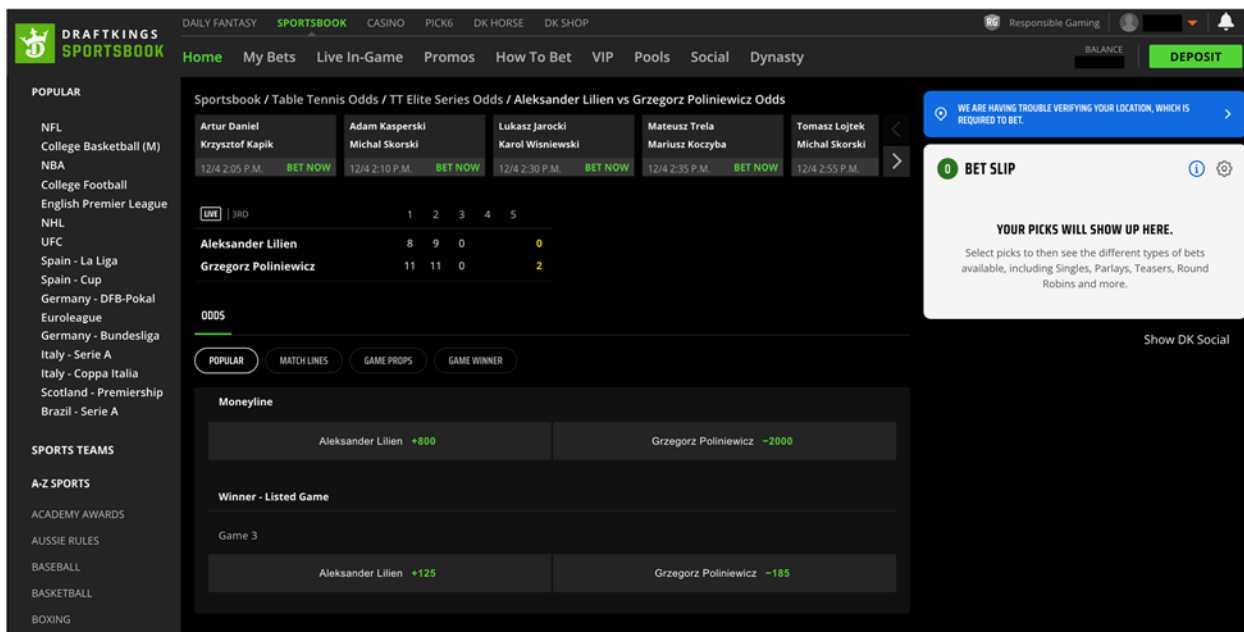 DRAFTKINGS
SPORTSBOOK
DAILY FANTASY SPORTSBOOK CASINO PICK6 DK HORSE DK SHOP
RG Responsible Gaming
Home My Bets Live In-Game Promos How To Bet VIP Pools Social Dynasty
BALANCE
DEPOSIT
POPULAR
NFL
College Basketball (M)
NBA
College Football
English Premier League
NHL
UFC
Spain - La Liga
Spain - Cup
Germany - DFB-Pokal
Euroleague
Germany - Bundesliga
Italy - Serie A
Italy - Coppa Italia
Scotland - Premiership
Brazil - Serie A
SPORTS TEAMS
A-Z SPORTS
ACADEMY AWARDS
AUSSIE RULES
BASEBALL
BASKETBALL
BOXING
Sportsbook / Table Tennis Odds / TT Elite Series Odds / Aleksander Lilien vs Grzegorz Poliniewicz Odds
Artur Daniel
Krzysztof Kapik
12/4 2:05 P.M. BET NOW
Adam Kasperski
Michal Skorski
12/4 2:10 P.M. BET NOW
Lukasz Jarocki
Karol Wisniewski
12/4 2:30 P.M. BET NOW
Mateusz Trela
Mariusz Koczyba
12/4 2:35 P.M. BET NOW
Tomasz Lojtek
Michal Skorski
12/4 2:55 P.M.
LIVE 3RD 1 2 3 4 5
Aleksander Lilien 8 9 0 0
Grzegorz Poliniewicz 11 11 0 2
ODDS
POPULAR MATCH LINES GAME PROPS GAME WINNER
Moneyline
Aleksander Lilien +800 Grzegorz Poliniewicz −2000
Winner - Listed Game
Game 3
Aleksander Lilien +125 Grzegorz Poliniewicz −185
WE ARE HAVING TROUBLE VERIFYING YOUR LOCATION, WHICH IS
REQUIRED TO BET.
0 BET SLIP
YOUR PICKS WILL SHOW UP HERE.
Select picks to then see the different types of bets
available, including Singles, Parlays, Teasers, Round
Robins and more.
Show DK Social